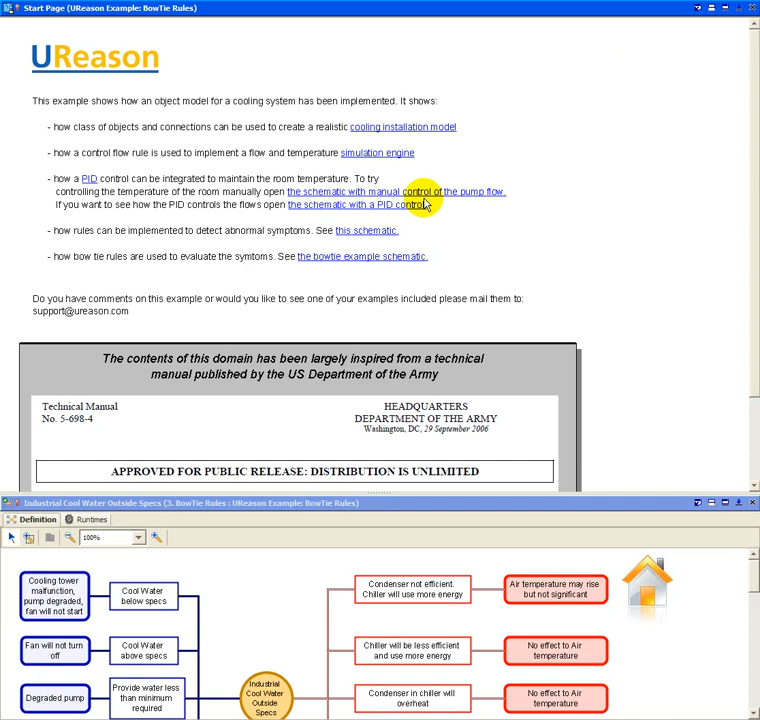 Start Page (UReason Example: BowTie Rules)
UReason
This example shows how an object model for a cooling system has been implemented. It shows:
- how class of objects and connections can be used to create a realistic cooling installation model
- how a control flow rule is used to implement a flow and temperature simulation engine
- how a PID control can be integrated to maintain the room temperature. To try
controlling the temperature of the room manually open the schematic with manual control of the pump flow.
If you want to see how the PID controls the flows open the schematic with a PID control.
- how rules can be implemented to detect abnormal symptoms. See this schematic.
- how bow tie rules are used to evaluate the symtoms. See the bowtie example schematic.
Do you have comments on this example or would you like to see one of your examples included please mail them to:
support@ureason.com
The contents of this domain has been largely inspired from a technical
manual published by the US Department of the Army
Technical Manual
No. 5-698-4
HEADQUARTERS
DEPARTMENT OF THE ARMY
Washington, DC, 29 September 2006
APPROVED FOR PUBLIC RELEASE: DISTRIBUTION IS UNLIMITED
Industrial Cool Water Outside Specs (3. BowTie Rules : UReason Example: BowTie Rules)
Definition
Runtimes
100%
Cooling tower
malfunction,
pump degraded,
fan will not start
Cool Water
below specs
Condenser not efficient.
Chiller will use more energy
Air temperature may rise
but not significant
Fan will not turn
off
Cool Water
above specs
Chiller will be less efficient
and use more energy
No effect to Air
temperature
Degraded pump
Provide water less
than minimum
required
Industrial
Cool Water
Outside
Specs
Condenser in chiller will
overheat
No effect to Air
temperature